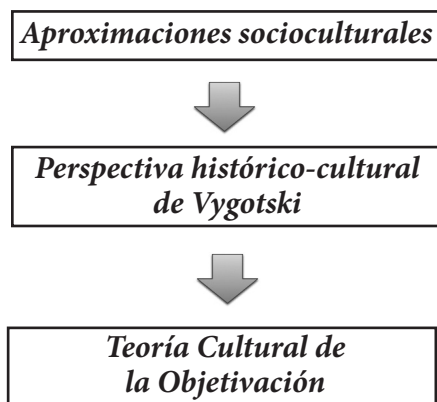 Aproximaciones socioculturales
Perspectiva histórico-cultural
de Vygotski
Teoría Cultural de
la Objetivación